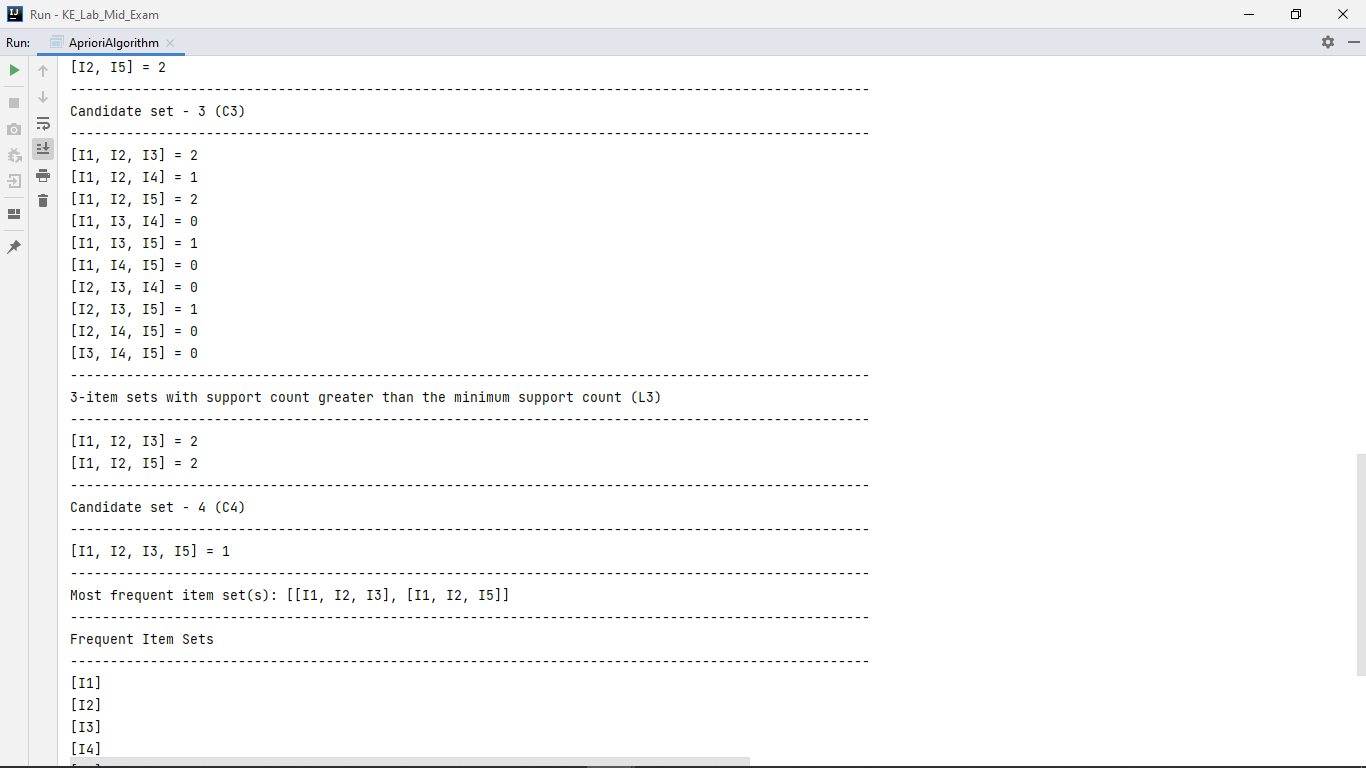 Run - KE_Lab_Mid_Exam
Run: AprioriAlgorithm
[I2, I5] = 2
----------------------------------------------------------------------------------------------------
Candidate set - 3 (C3)
----------------------------------------------------------------------------------------------------
[I1, I2, I3] = 2
[I1, I2, I4] = 1
[I1, I2, I5] = 2
[I1, I3, I4] = 0
[I1, I3, I5] = 1
[I1, I4, I5] = 0
[I2, I3, I4] = 0
[I2, I3, I5] = 1
[I2, I4, I5] = 0
[I3, I4, I5] = 0
----------------------------------------------------------------------------------------------------
3-item sets with support count greater than the minimum support count (L3)
----------------------------------------------------------------------------------------------------
[I1, I2, I3] = 2
[I1, I2, I5] = 2
----------------------------------------------------------------------------------------------------
Candidate set - 4 (C4)
----------------------------------------------------------------------------------------------------
[I1, I2, I3, I5] = 1
----------------------------------------------------------------------------------------------------
Most frequent item set(s): [[I1, I2, I3], [I1, I2, I5]]
----------------------------------------------------------------------------------------------------
Frequent Item Sets
----------------------------------------------------------------------------------------------------
[I1]
[I2]
[I3]
[I4]